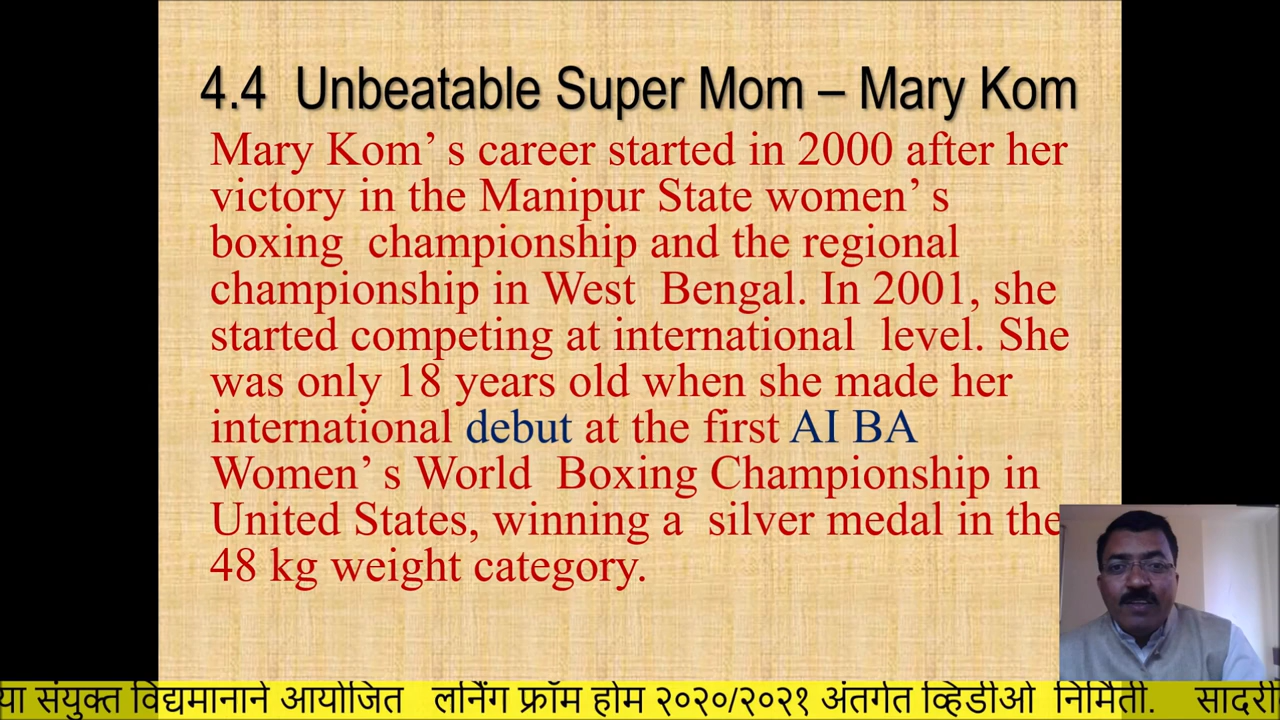 4.4 Unbeatable Super Mom – Mary Kom
Mary Kom’ s career started in 2000 after her
victory in the Manipur State women’ s
boxing championship and the regional
championship in West Bengal. In 2001, she
started competing at international level. She
was only 18 years old when she made her
international debut at the first AI BA
Women’ s World Boxing Championship in
United States, winning a silver medal in the
48 kg weight category.
या संयुक्त विद्यमानाने आयोजित लर्निंग फ्रॉम होम २०२०/२०२१ अंतर्गत व्हिडीओ निर्मिती. सादरी